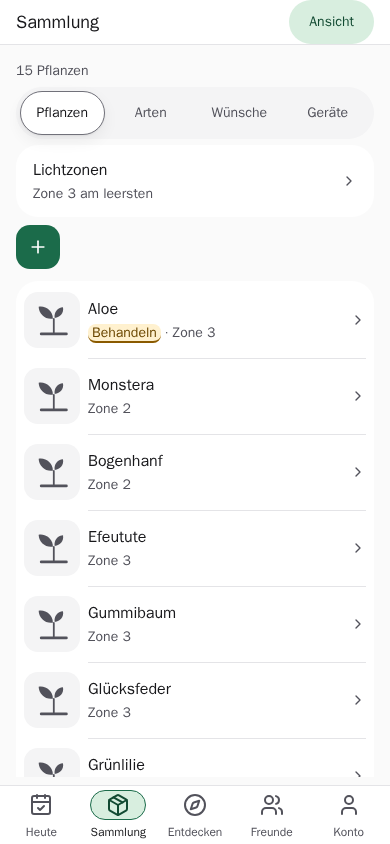 Sammlung
Ansicht
15 Pflanzen
Pflanzen
Arten
Wünsche
Geräte
Lichtzonen
Zone 3 am leersten
Aloe
Behandeln · Zone 3
Monstera
Zone 2
Bogenhanf
Zone 2
Efeutute
Zone 3
Gummibaum
Zone 3
Glücksfeder
Zone 3
Grünlilie
Heute
Sammlung
Entdecken
Freunde
Konto